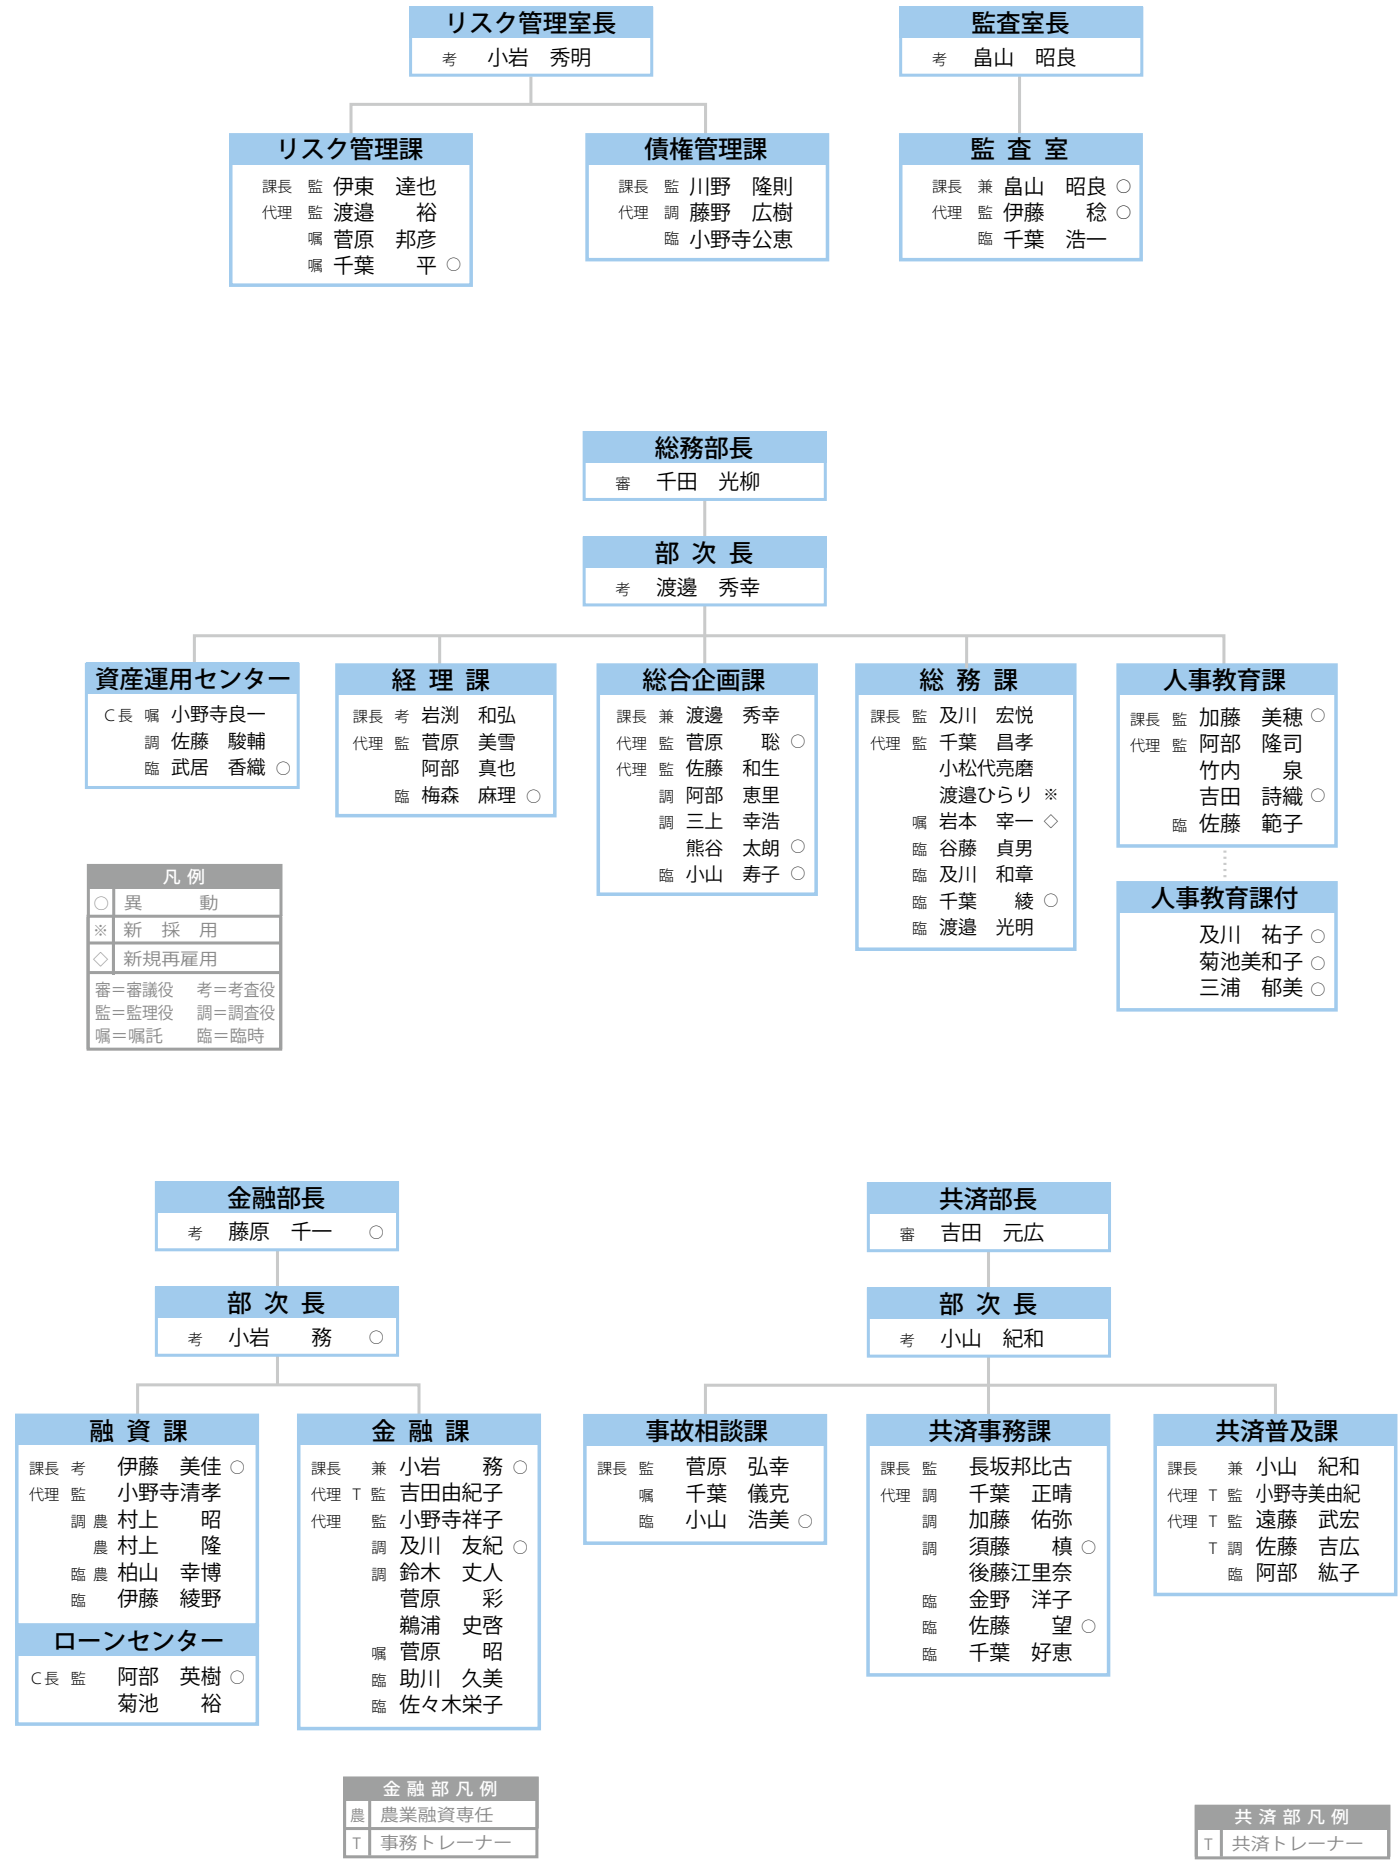 リスク管理室長
考 小岩 秀明
リスク管理課
課長 監 伊東 達也
代理 監 渡邉 裕
嘱 菅原 邦彦
嘱 千葉 平 ○
債権管理課
課長 監 川野 隆則
代理 調 藤野 広樹
臨 小野寺公恵
監査室長
考 畠山 昭良
監 査 室
課長 兼 畠山 昭良 ○
代理 監 伊藤 稔 ○
臨 千葉 浩一
総務部長
審 千田 光柳
部 次 長
考 渡邊 秀幸
資産運用センター
C長 嘱 小野寺良一
調 佐藤 駿輔
臨 武居 香織 ○
経 理 課
課長 考 岩渕 和弘
代理 監 菅原 美雪
阿部 真也
臨 梅森 麻理 ○
総合企画課
課長 兼 渡邊 秀幸
代理 監 菅原 聡 ○
代理 監 佐藤 和生
調 阿部 恵里
調 三上 幸浩
熊谷 太朗 ○
臨 小山 寿子 ○
総 務 課
課長 監 及川 宏悦
代理 監 千葉 昌孝
小松代亮磨
渡邉ひらり ※
嘱 岩本 宰一 ◇
臨 谷藤 貞男
臨 及川 和章
臨 千葉 綾 ○
臨 渡邉 光明
人事教育課
課長 監 加藤 美穂 ○
代理 監 阿部 隆司
竹内 泉
吉田 詩織 ○
臨 佐藤 範子
人事教育課付
及川 祐子 ○
菊池美和子 ○
三浦 郁美 ○
凡 例
○ 異 動
※ 新 採 用
◇ 新規再雇用
審＝審議役 考＝考査役
監＝監理役 調＝調査役
嘱＝嘱託 臨＝臨時
金融部長
考 藤原 千一 ○
部 次 長
考 小岩 務 ○
融 資 課
課長 考 伊藤 美佳 ○
代理 監 小野寺清孝
調 農 村上 昭
農 村上 隆
臨 農 柏山 幸博
臨 伊藤 綾野
ローンセンター
C長 監 阿部 英樹 ○
菊池 裕
金 融 課
課長 兼 小岩 務 ○
代理 T 監 吉田由紀子
代理 監 小野寺祥子
調 及川 友紀 ○
調 鈴木 丈人
菅原 彩
鵜浦 史啓
嘱 菅原 昭
臨 助川 久美
臨 佐々木栄子
共済部長
審 吉田 元広
部 次 長
考 小山 紀和
事故相談課
課長 監 菅原 弘幸
嘱 千葉 儀克
臨 小山 浩美 ○
共済事務課
課長 監 長坂邦比古
代理 調 千葉 正晴
調 加藤 佑弥
調 須藤 槙 ○
後藤江里奈
臨 金野 洋子
臨 佐藤 望 ○
臨 千葉 好恵
共済普及課
課長 兼 小山 紀和
代理 T 監 小野寺美由紀
代理 T 監 遠藤 武宏
T 調 佐藤 吉広
臨 阿部 紘子
金 融 部 凡 例
農 農業融資専任
T 事務トレーナー
共 済 部 凡 例
T 共済トレーナー